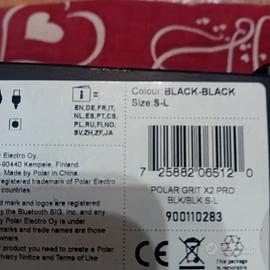 Colour: BLACK-BLACK
Size:S-L
EN,DE,FR,IT,
NL,ES,PT,CS,
PL,RU,FI,NO,
SV,ZH,ZF,JA
r Electro Oy.
-90440 Kempele, Finland.
Made by Polar in China.
registered trademark of Polar Electro
countries.
7 25882 06512 0
POLAR GRIT X2 PRO
BLK/BLK S-L
900110283
d mark and logos are registered
y the Bluetooth SIG, Inc. and any
marks by Polar Electro Oy is under
marks and trade names are those
owners.
r product you need to create a Polar
ivacy Notice and Terms of Use
CE